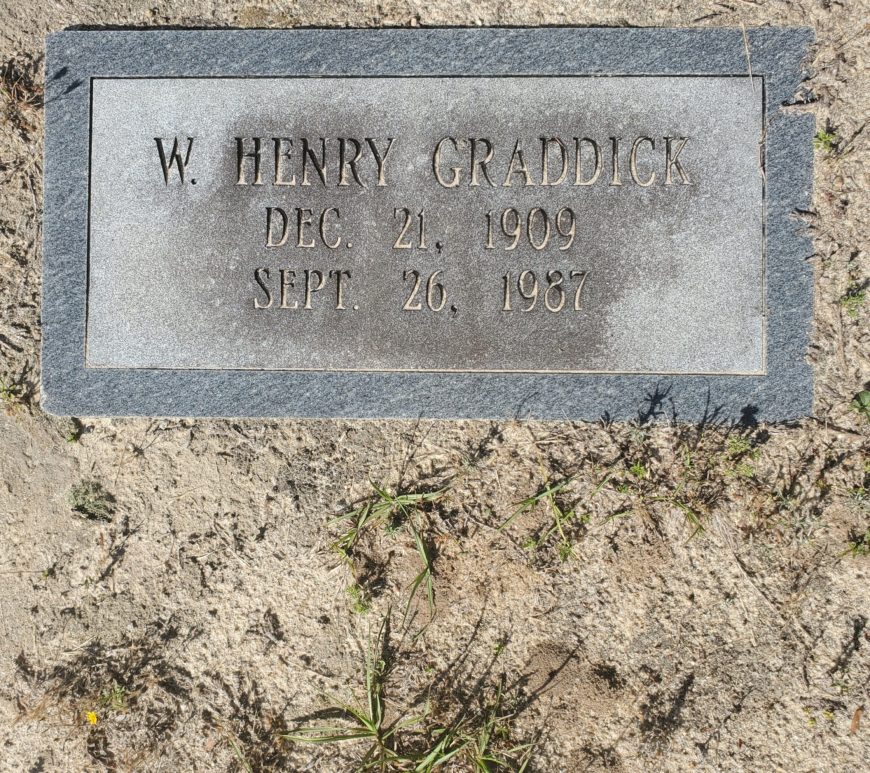 W. HENRY GRADDICK
DEC. 21, 1909
SEPT. 26, 1987